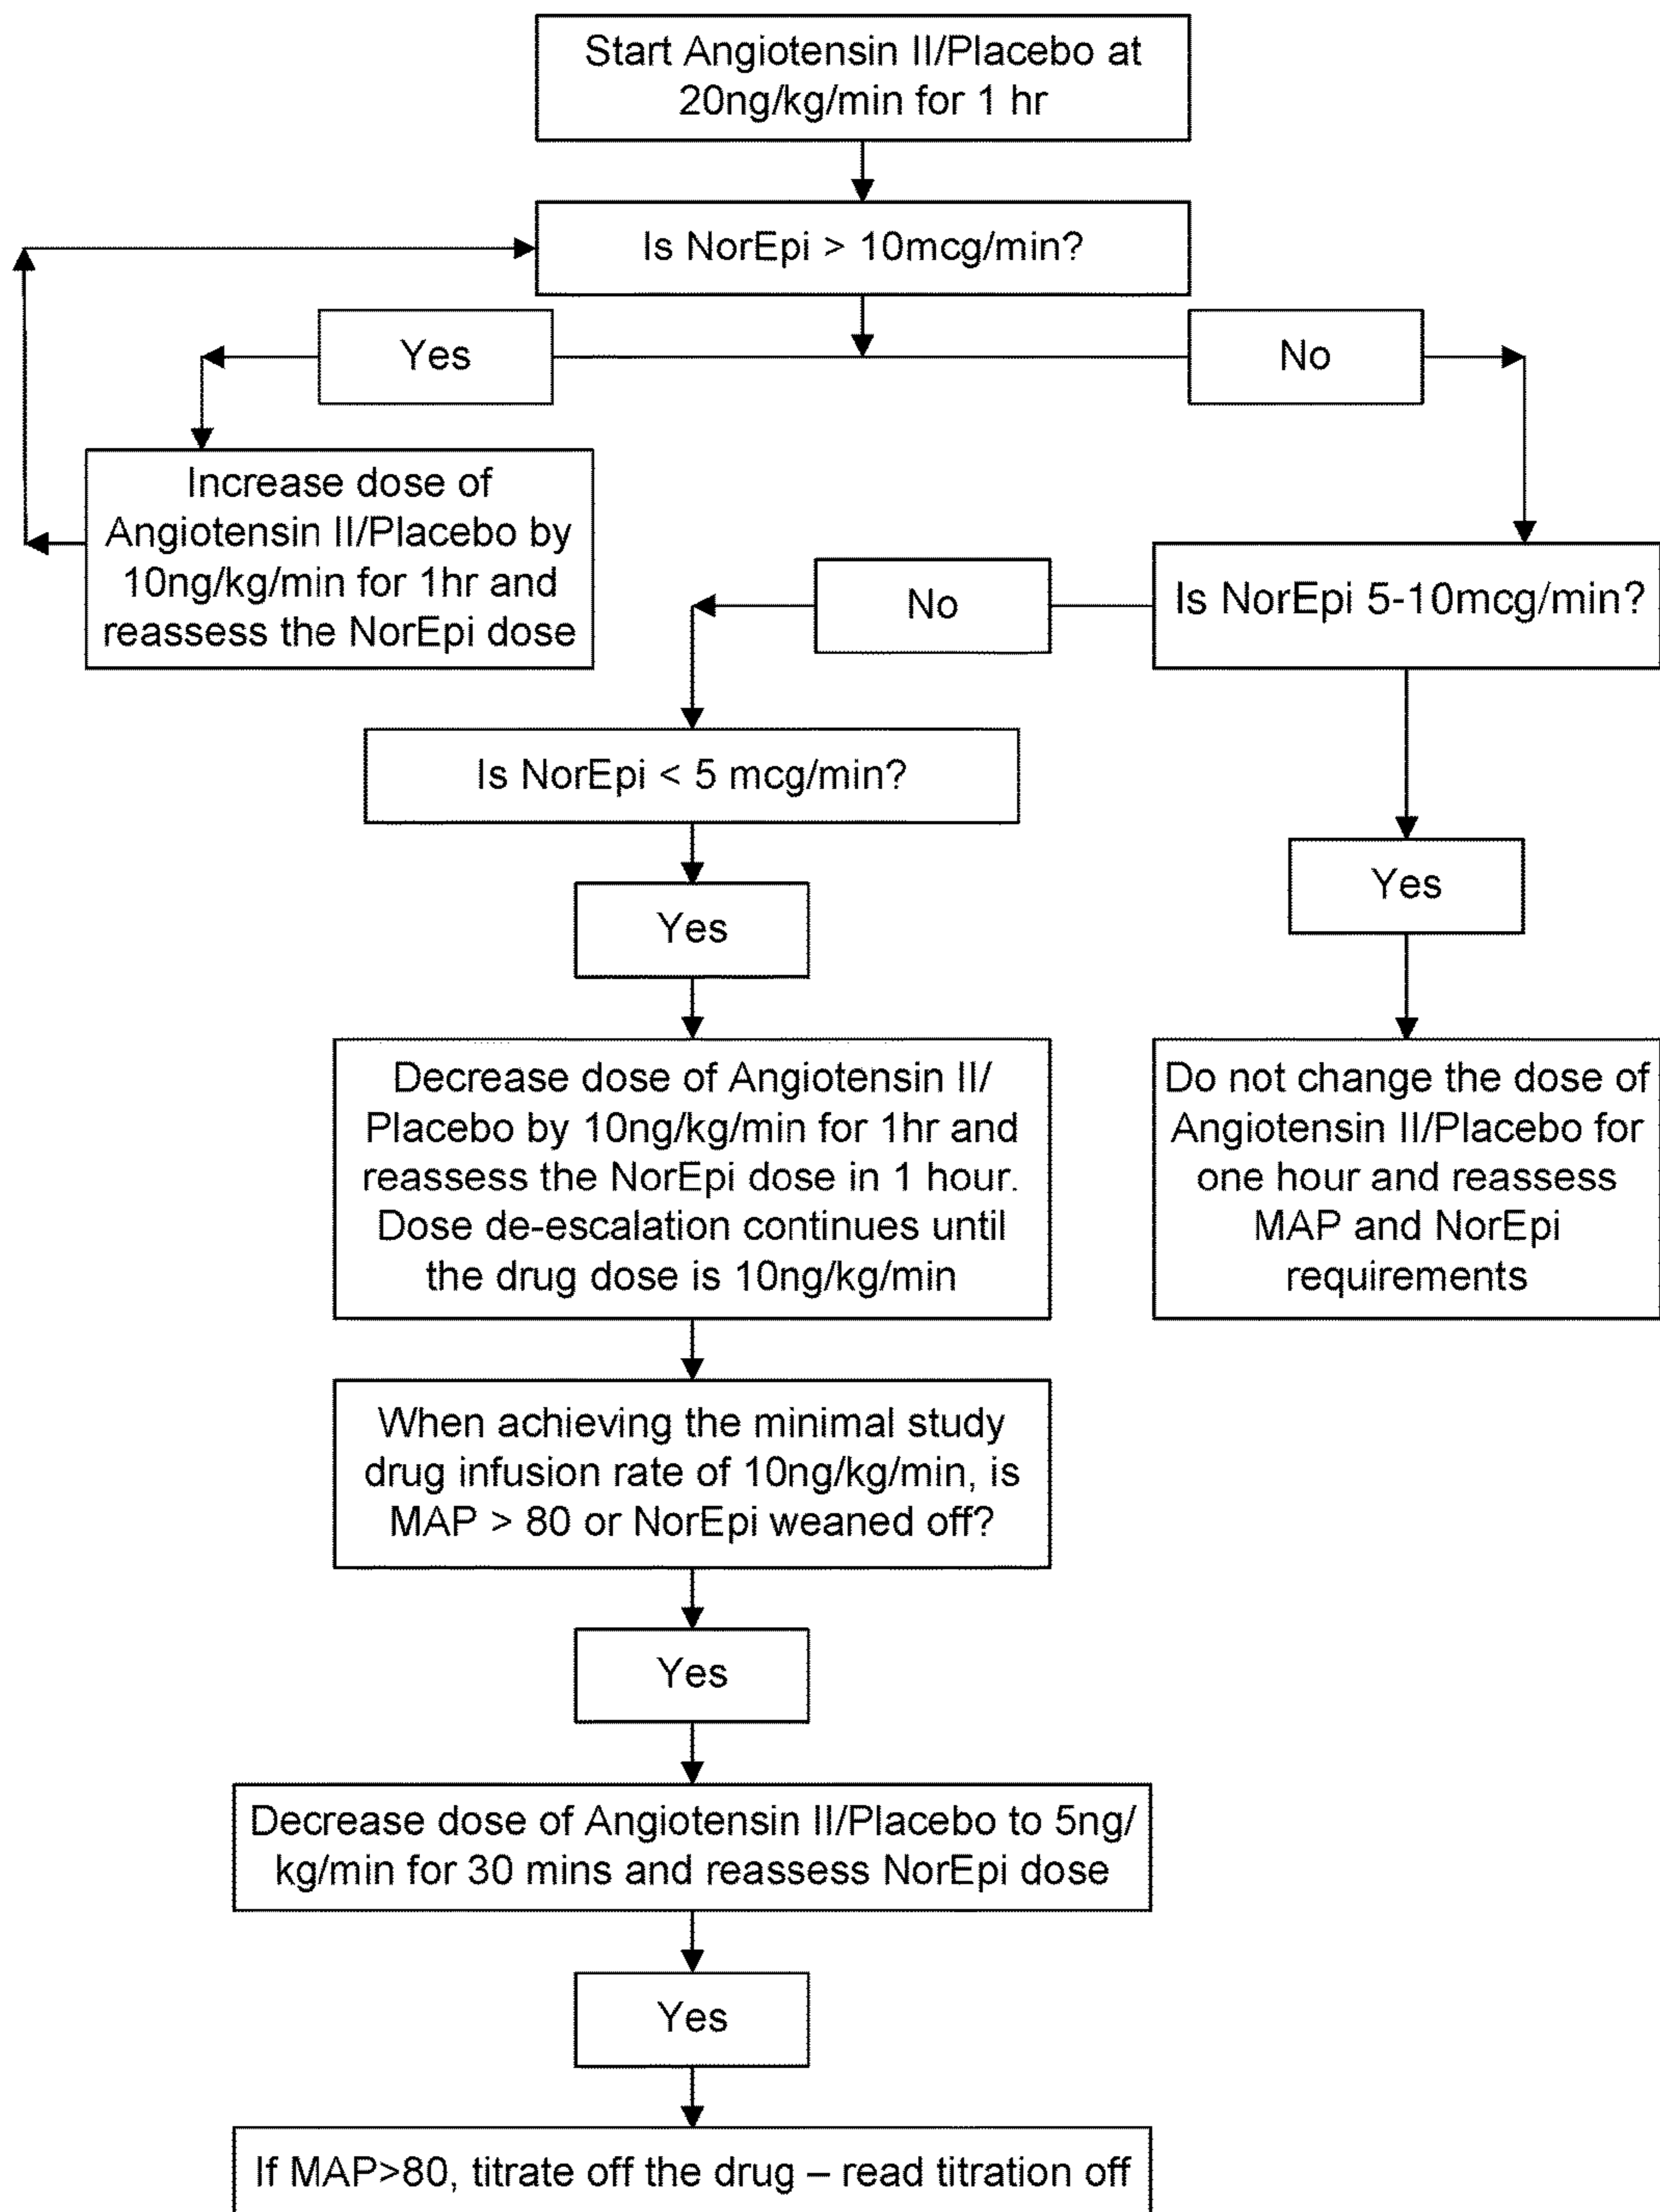 Start Angiotensin II/Placebo at
20ng/kg/min for 1 hr
Is NorEpi > 10mcg/min?
Yes
No
Increase dose of
Angiotensin II/Placebo by
10ng/kg/min for 1hr and
reassess the NorEpi dose
No
Is NorEpi 5-10mcg/min?
Is NorEpi < 5 mcg/min?
Yes
Yes
Decrease dose of Angiotensin II/
Placebo by 10ng/kg/min for 1hr and
reassess the NorEpi dose in 1 hour.
Dose de-escalation continues until
the drug dose is 10ng/kg/min
Do not change the dose of
Angiotensin II/Placebo for
one hour and reassess
MAP and NorEpi
requirements
When achieving the minimal study
drug infusion rate of 10ng/kg/min, is
MAP > 80 or NorEpi weaned off?
Yes
Decrease dose of Angiotensin II/Placebo to 5ng/
kg/min for 30 mins and reassess NorEpi dose
Yes
If MAP>80, titrate off the drug – read titration off